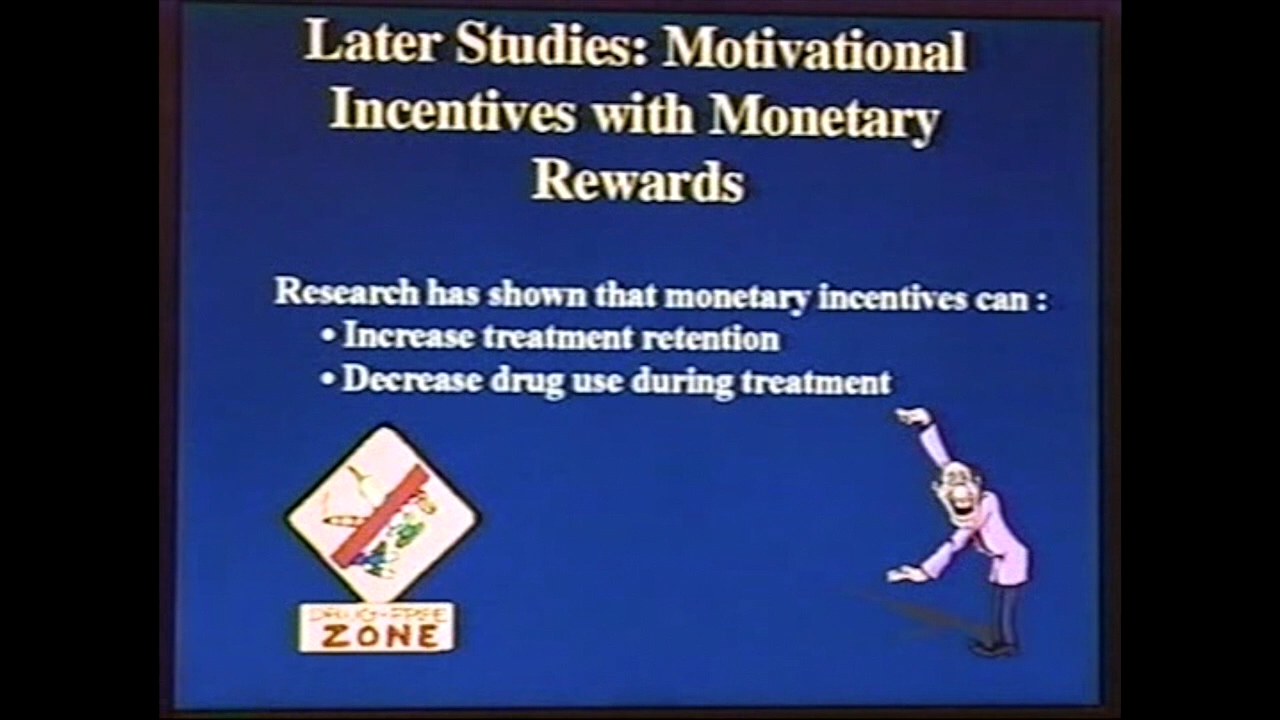 Later Studies: Motivational
Incentives with Monetary
Rewards
Research has shown that monetary incentives can :
• Increase treatment retention
• Decrease drug use during treatment
DRUG-FREE
ZONE